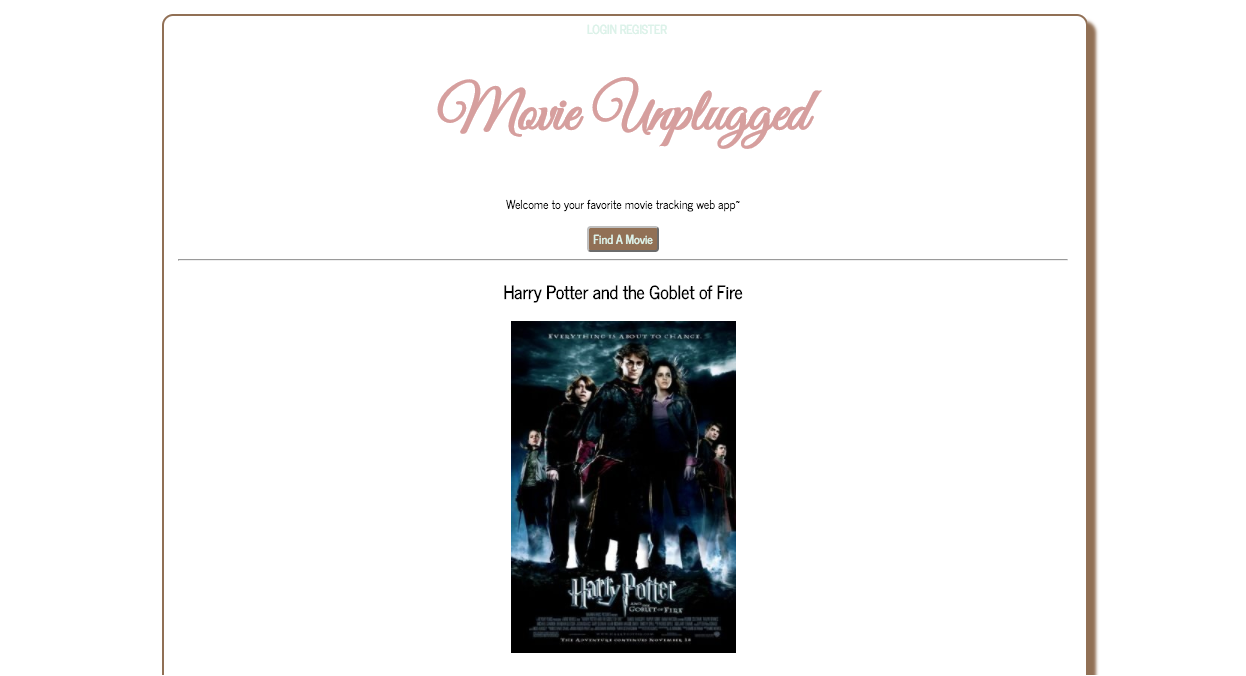 LOGIN REGISTER
Movie Unplugged
Welcome to your favorite movie tracking web app~
Find A Movie
Harry Potter and the Goblet of Fire
EVERYTHING IS ABOUT TO CHANGE.
Harry Potter
AND THE GOBLET OF FIRE
THE ADVENTURE CONTINUES NOVEMBER 18